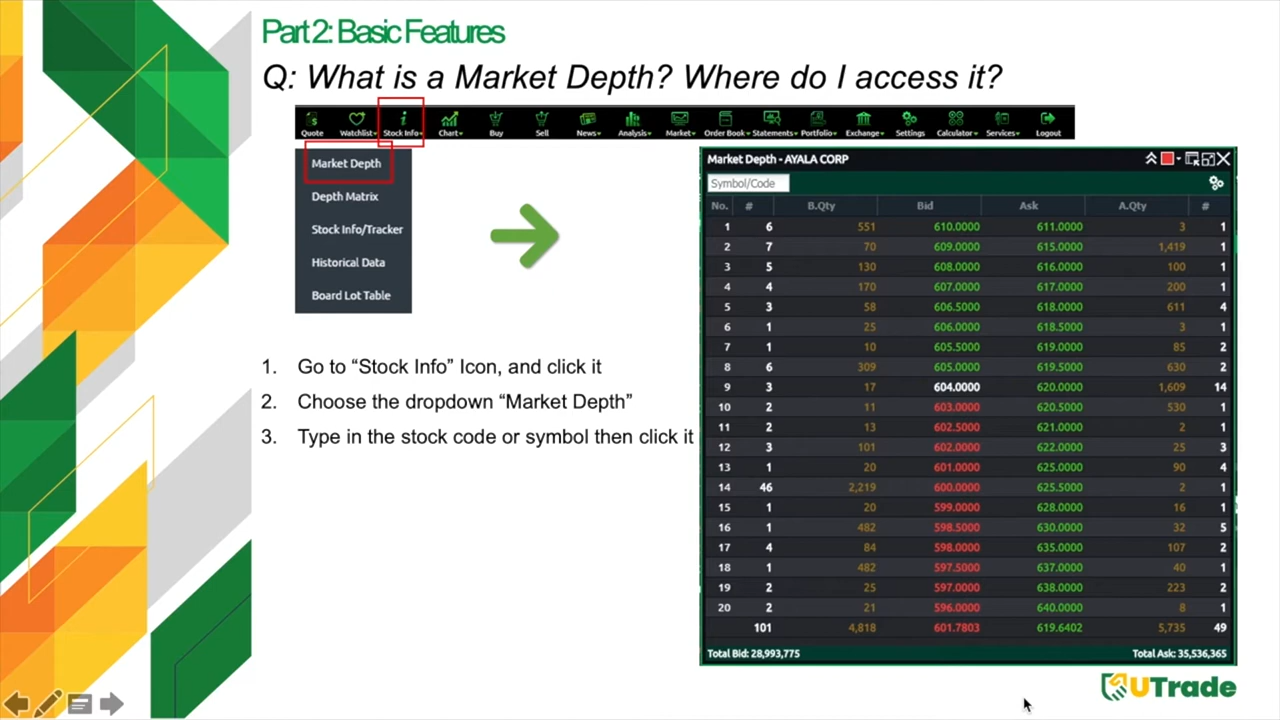 Part 2: Basic Features
Q: What is a Market Depth? Where do I access it?
Quote Watchlist Stock Info Chart Buy Sell News Analysis Market Order Book Statements Portfolio Exchange Settings Calculator Services Logout
Market Depth
Depth Matrix
Stock Info/Tracker
Historical Data
Board Lot Table
1. Go to “Stock Info” Icon, and click it
2. Choose the dropdown “Market Depth”
3. Type in the stock code or symbol then click it
Market Depth - AYALA CORP
Symbol/Code
No. # B.Qty Bid Ask A.Qty #
1 6 551 610.0000 611.0000 3 1
2 7 70 609.0000 615.0000 1,419 1
3 5 130 608.0000 616.0000 100 1
4 4 170 607.0000 617.0000 200 1
5 3 58 606.5000 618.0000 611 4
6 1 25 606.0000 618.5000 3 1
7 1 10 605.5000 619.0000 85 2
8 6 309 605.0000 619.5000 630 2
9 3 17 604.0000 620.0000 1,609 14
10 2 11 603.0000 620.5000 530 1
11 2 13 602.5000 621.0000 2 1
12 3 101 602.0000 622.0000 25 3
13 1 20 601.0000 625.0000 90 4
14 46 2,219 600.0000 625.5000 2 1
15 1 20 599.0000 628.0000 16 1
16 1 482 598.5000 630.0000 32 5
17 4 84 598.0000 635.0000 107 2
18 1 482 597.5000 637.0000 40 1
19 2 25 597.0000 638.0000 223 2
20 2 21 596.0000 640.0000 8 1
101 4,818 601.7803 619.6402 5,735 49
Total Bid: 28,993,775 Total Ask: 35,536,365
UTrade